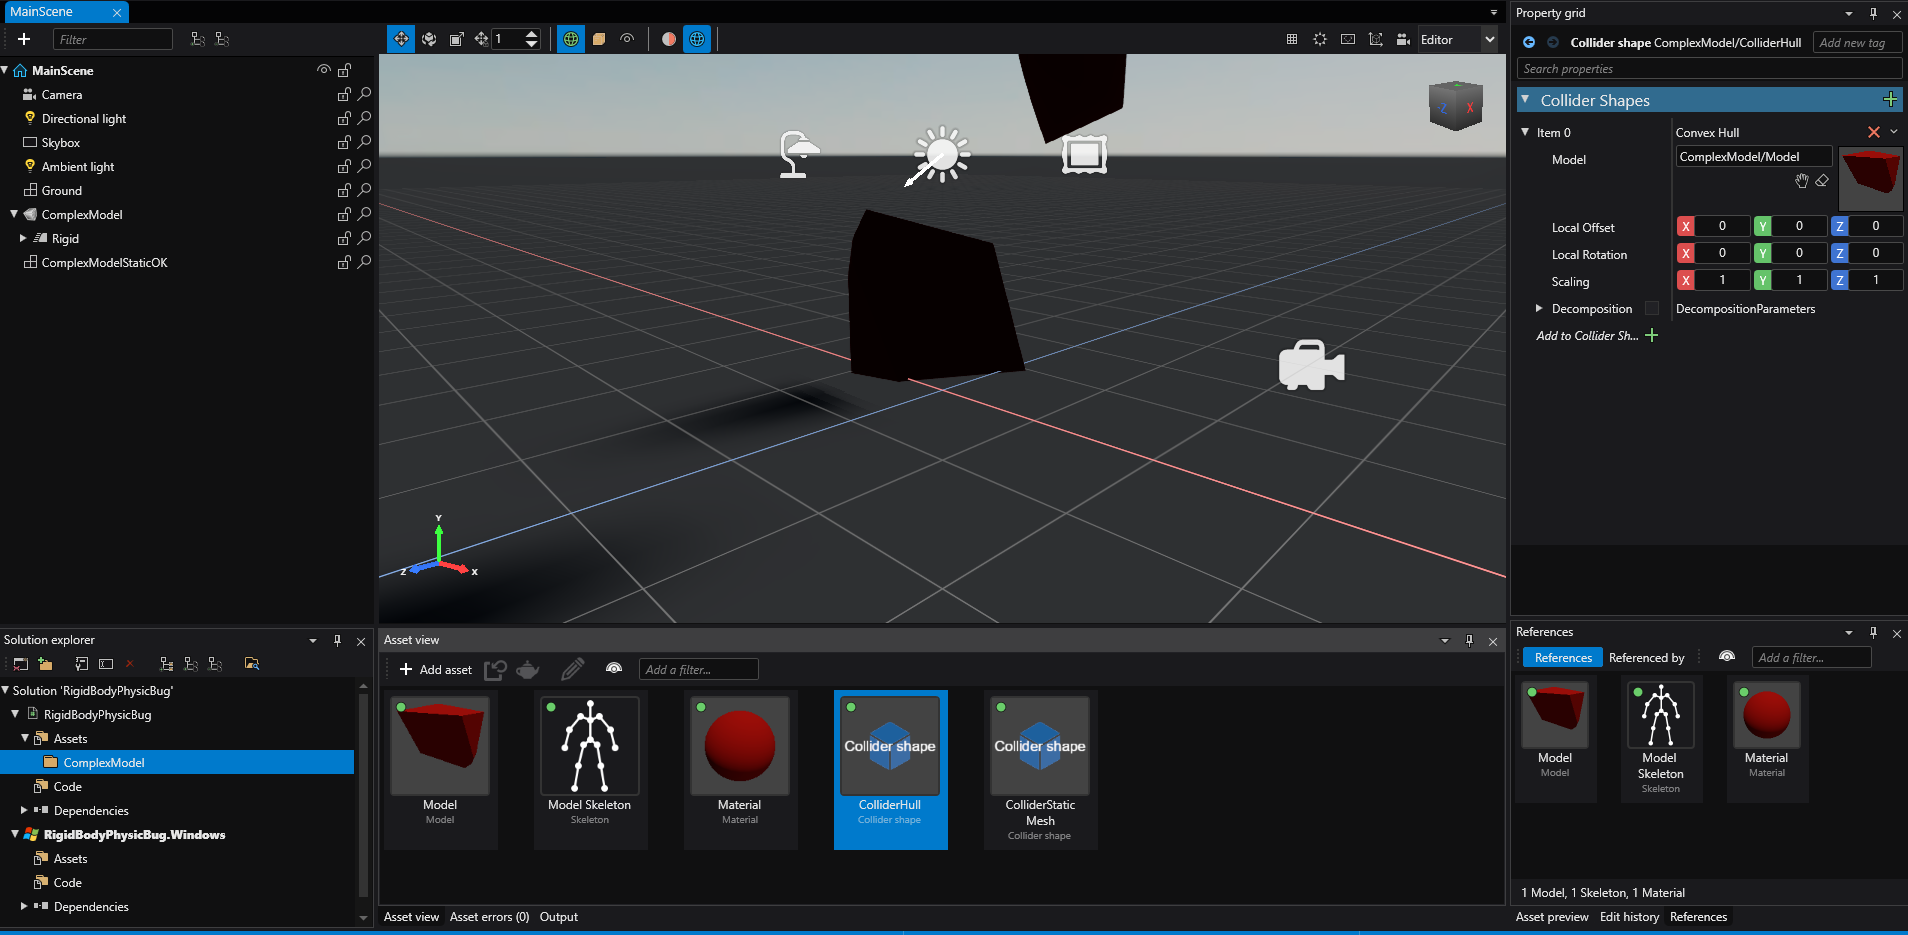 MainScene
Filter
MainScene
Camera
Directional light
Skybox
Ambient light
Ground
ComplexModel
Rigid
ComplexModelStaticOK
1
Editor
Z X
Y
Z
X
Property grid
Collider shape ComplexModel/ColliderHull
Add new tag
Search properties
Collider Shapes
Item 0
Convex Hull
Model
ComplexModel/Model
Local Offset X 0 Y 0 Z 0
Local Rotation X 0 Y 0 Z 0
Scaling X 1 Y 1 Z 1
Decomposition DecompositionParameters
Add to Collider Sh...
Solution explorer
Solution 'RigidBodyPhysicBug'
RigidBodyPhysicBug
Assets
ComplexModel
Code
Dependencies
RigidBodyPhysicBug.Windows
Assets
Code
Dependencies
Asset view
Add asset
Add a filter...
Model
Model
Model Skeleton
Skeleton
Material
Material
Collider shape
ColliderHull
Collider shape
Collider shape
ColliderStatic
Mesh
Collider shape
Asset view Asset errors (0) Output
References
References Referenced by
Add a filter...
Model
Model
Model
Skeleton
Skeleton
Material
Material
1 Model, 1 Skeleton, 1 Material
Asset preview Edit history References